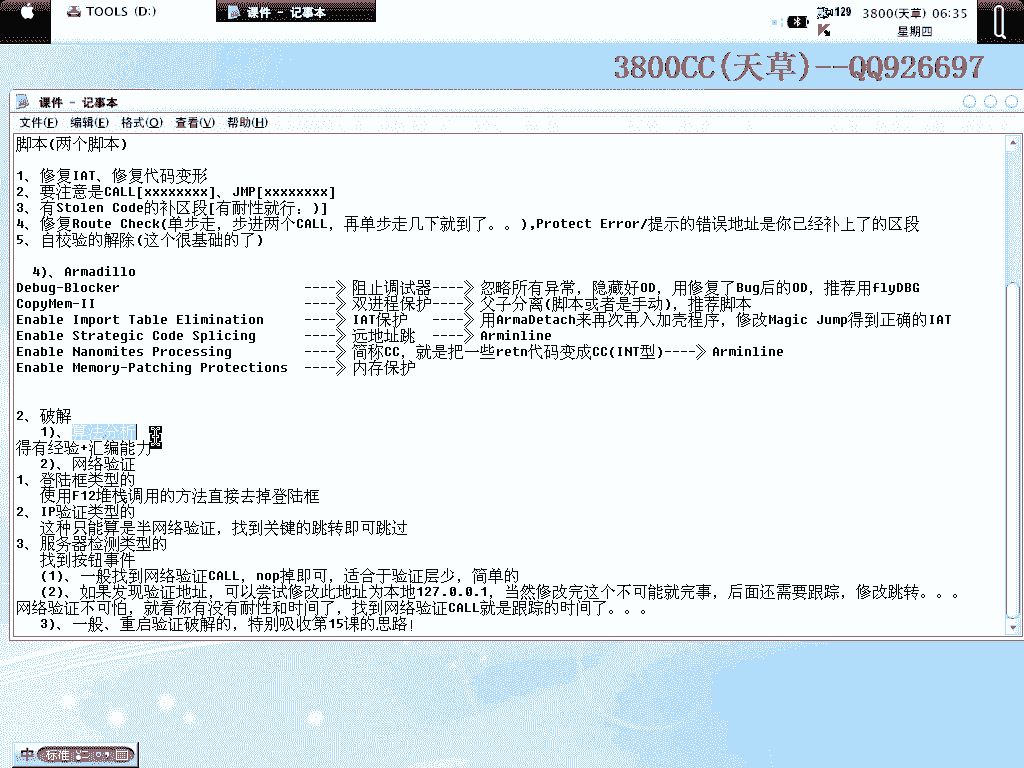 TOOLS (D:)
课件 - 记事本
129
3800(天草) 06:35
星期四
3800CC(天草)--QQ926697
课件 - 记事本
文件(F) 编辑(E) 格式(O) 查看(V) 帮助(H)
脚本(两个脚本)
1、修复IAT、修复代码变形
2、要注意是CALL[xxxxxxxx]、JMP[xxxxxxxx]
3、有Stolen Code的补区段[有耐性就行：)]
4、修复Route Check(单步走，步进两个CALL，再单步走几下就到了。。),Protect Error/提示的错误地址是你已经补上了的区段
5、自校验的解除(这个很基础的了)
4)、Armadillo
Debug-Blocker ----》阻止调试器----》忽略所有异常，隐藏好OD，用修复了Bug后的OD，推荐用flyDBG
CopyMem-II ----》双进程保护----》父子分离(脚本或者是手动)，推荐脚本
Enable Import Table Elimination ----》IAT保护 ----》用ArmaDetach来再次再入加壳程序，修改Magic Jump得到正确的IAT
Enable Strategic Code Splicing ----》远地址跳 ----》Arminline
Enable Nanomites Processing ----》简称CC，就是把一些retn代码变成CC(INT型)----》Arminline
Enable Memory-Patching Protections ----》内存保护
2、破解
1)、算法分析
得有经验+汇编能力
2)、网络验证
1、登陆框类型的
使用F12堆栈调用的方法直接去掉登陆框
2、IP验证类型的
这种只能算是半网络验证，找到关键的跳转即可跳过
3、服务器检测类型的
找到按钮事件
(1)、一般找到网络验证CALL，nop掉即可，适合于验证层少，简单的
(2)、如果发现验证地址，可以尝试修改此地址为本地127.0.0.1，当然修改完这个不可能就完事，后面还需要跟踪，修改跳转。。。
网络验证不可怕，就看你有没有耐性和时间了，找到网络验证CALL就是跟踪的时间了。。。
3)、一般、重启验证破解的，特别吸收第15课的思路!
中 标准